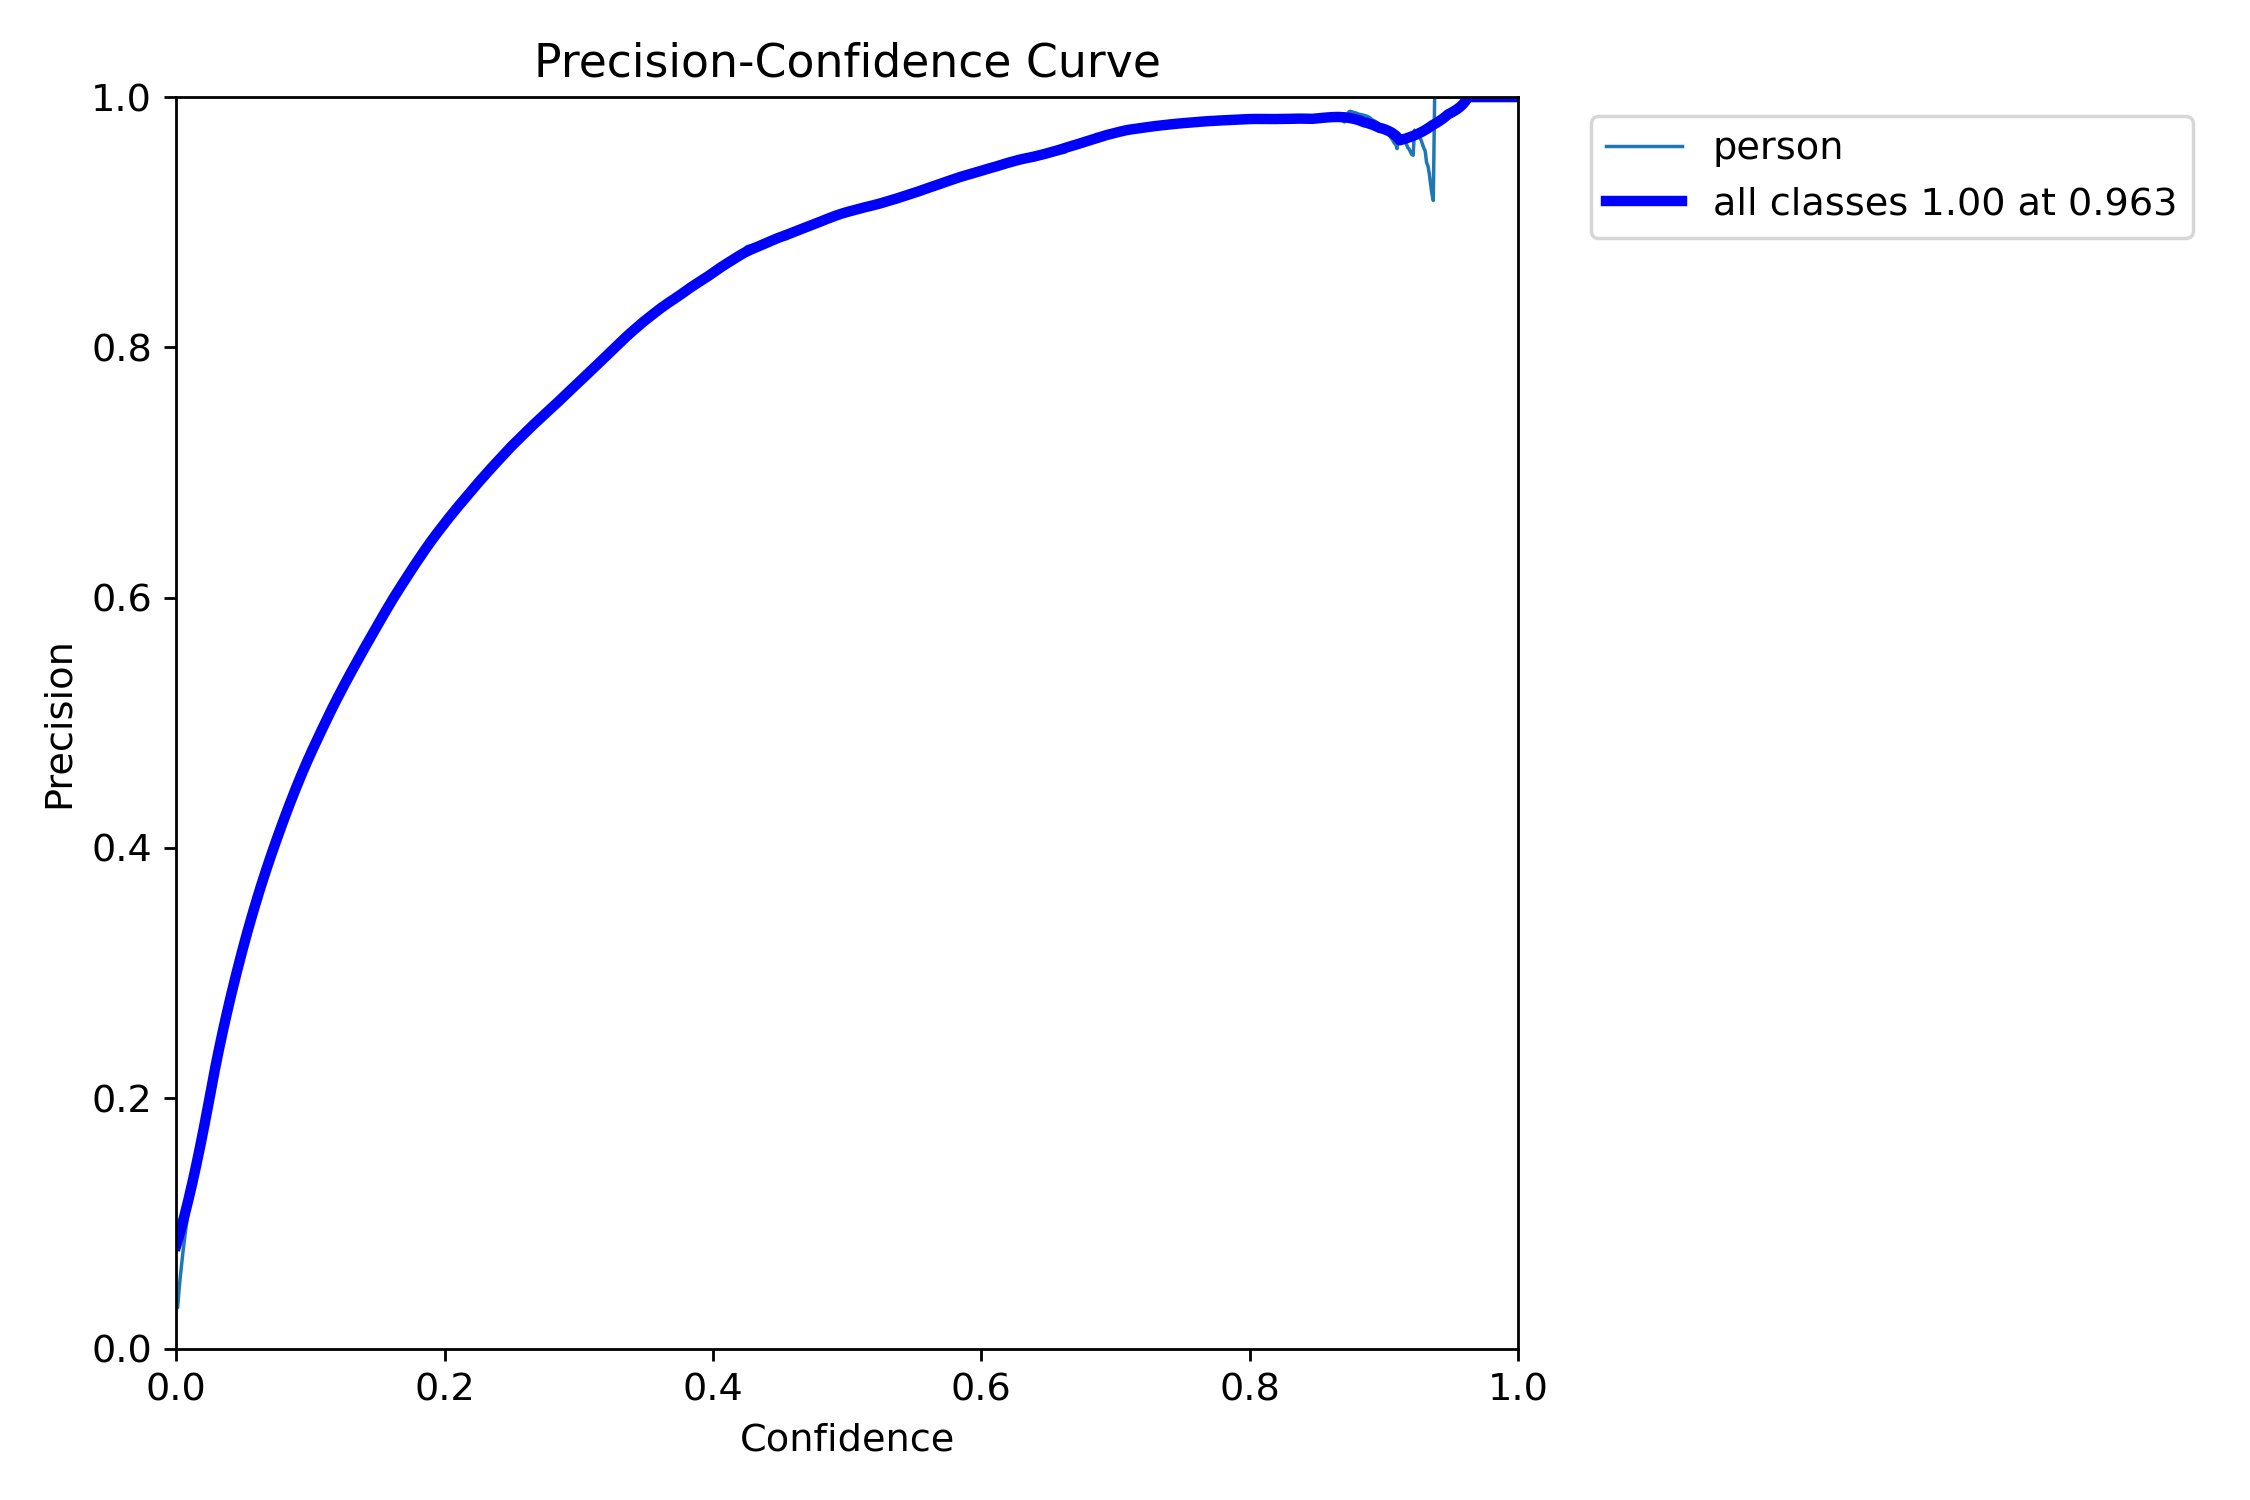 Precision-Confidence Curve
1.0
0.8
0.6
0.4
0.2
0.0
Precision
0.0 0.2 0.4 0.6 0.8 1.0
Confidence
person
all classes 1.00 at 0.963